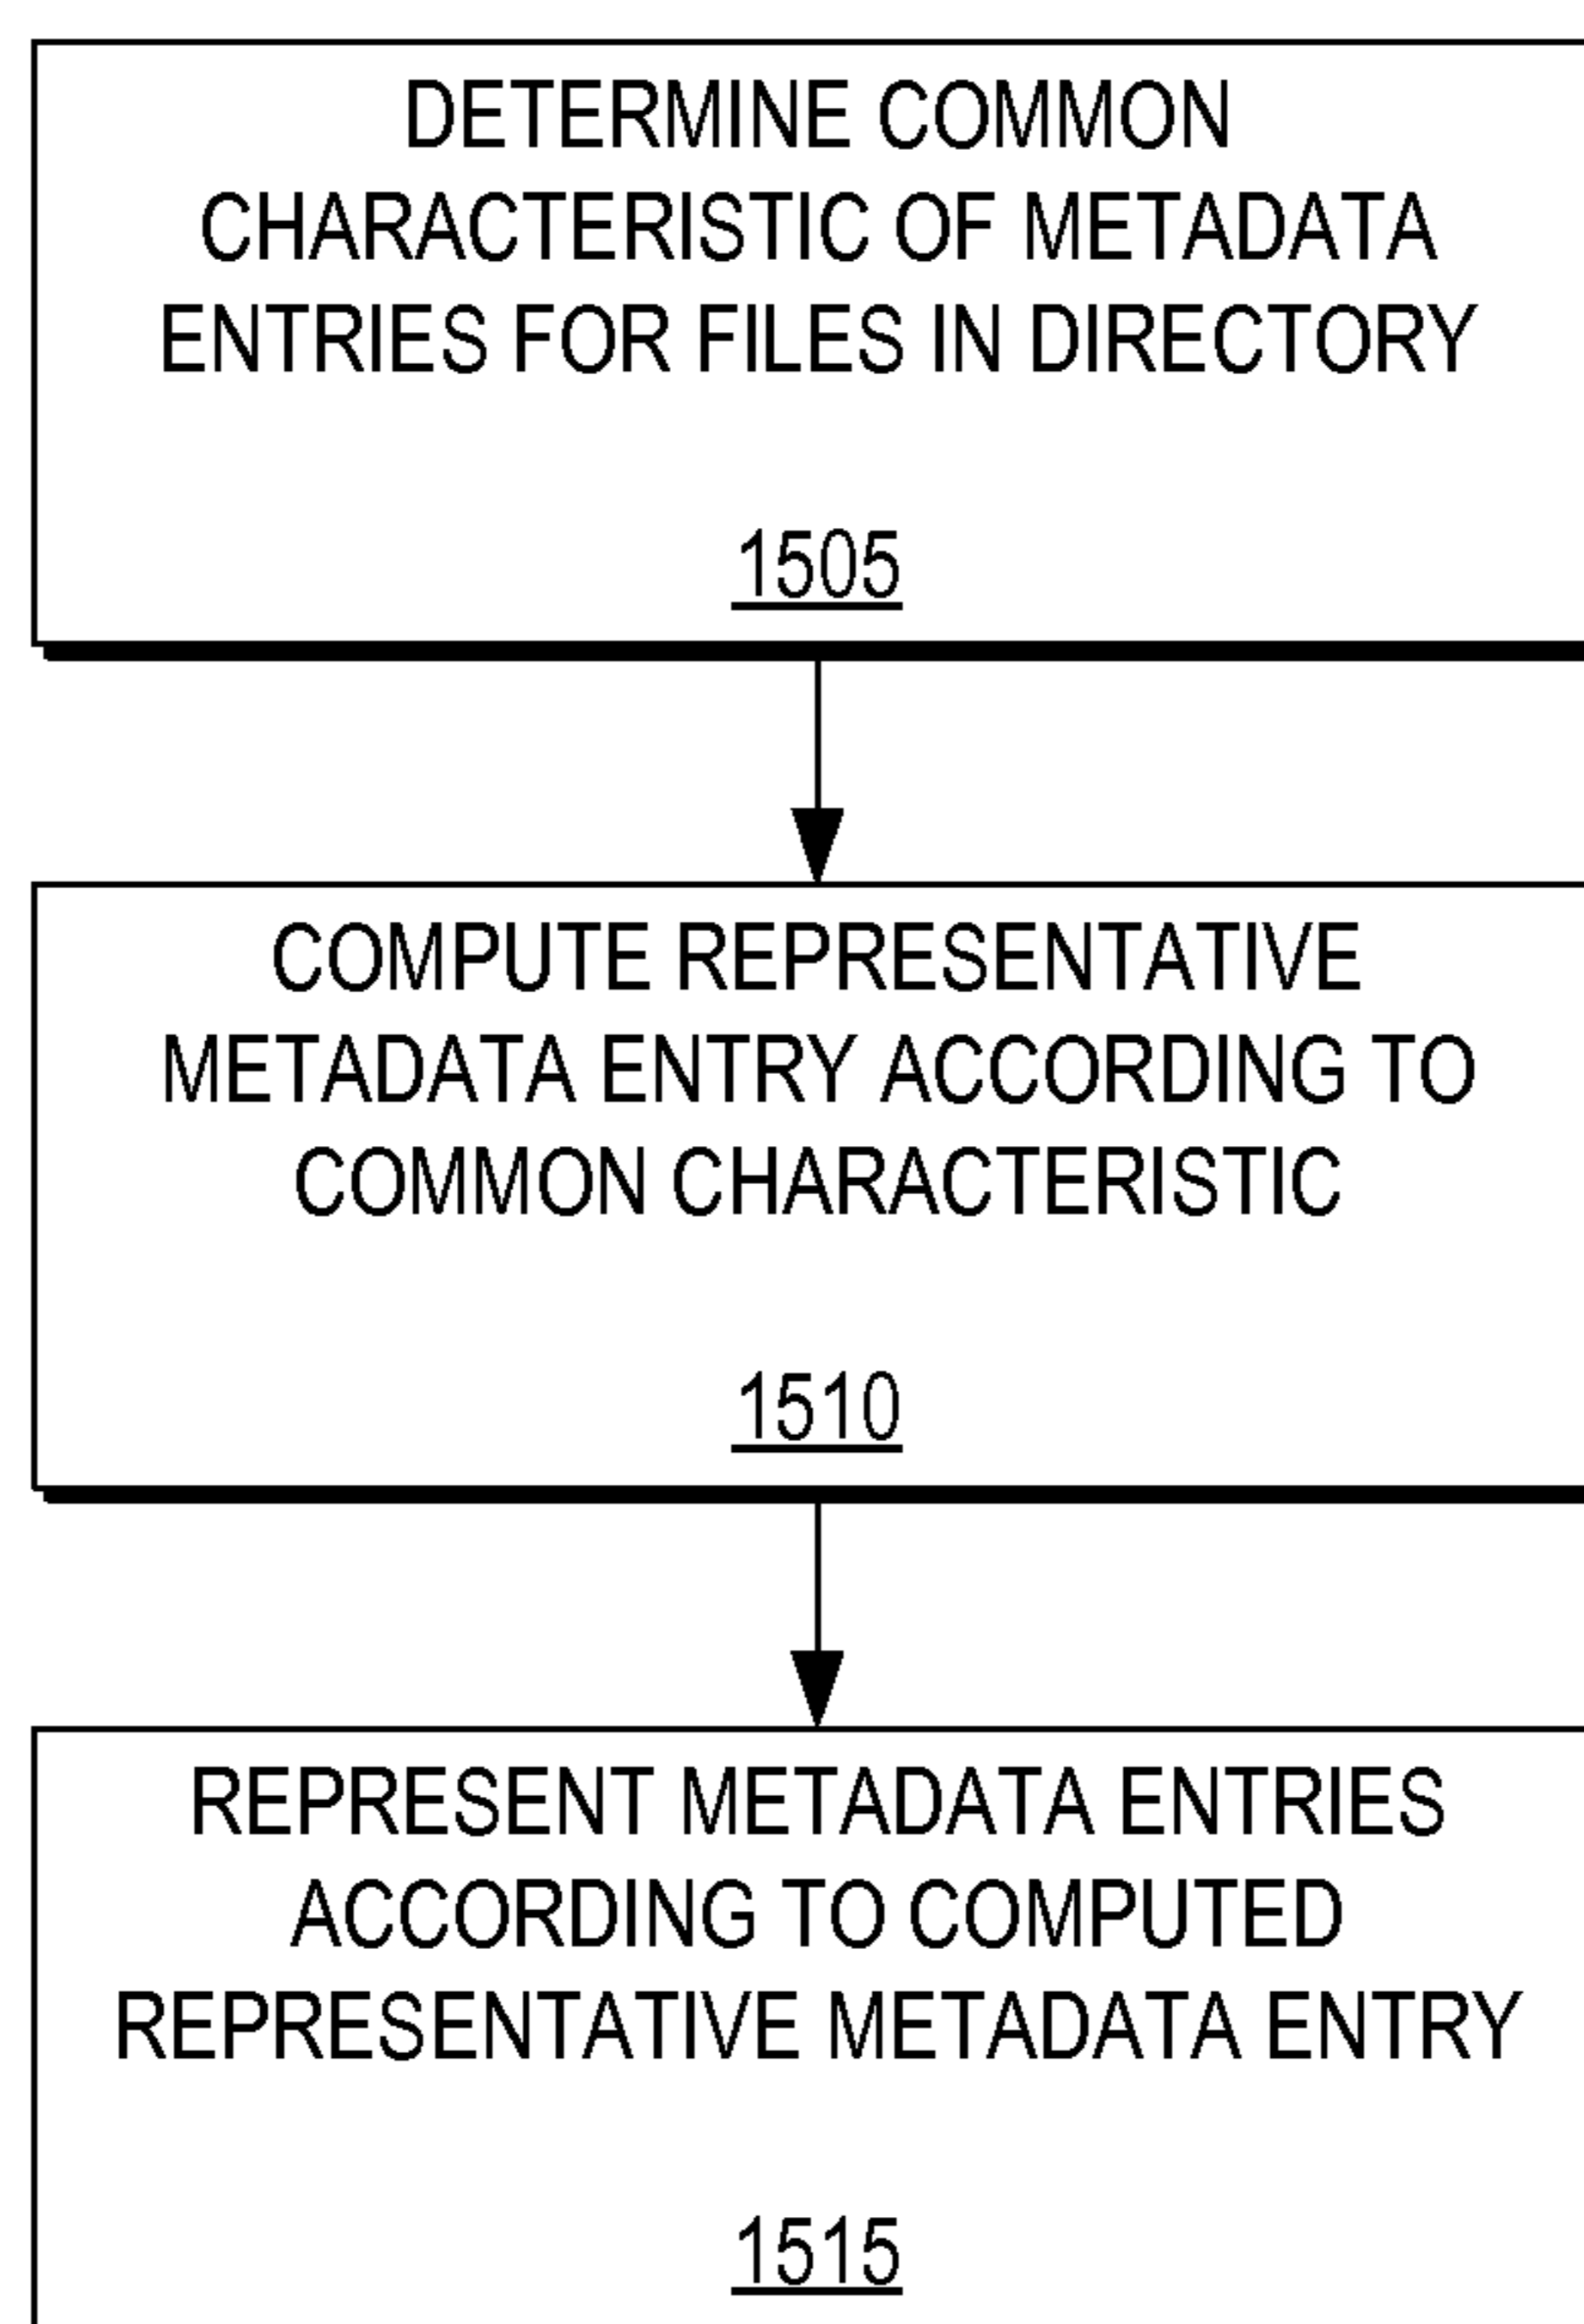 DETERMINE COMMON
CHARACTERISTIC OF METADATA
ENTRIES FOR FILES IN DIRECTORY
1505
COMPUTE REPRESENTATIVE
METADATA ENTRY ACCORDING TO
COMMON CHARACTERISTIC
1510
REPRESENT METADATA ENTRIES
ACCORDING TO COMPUTED
REPRESENTATIVE METADATA ENTRY
1515